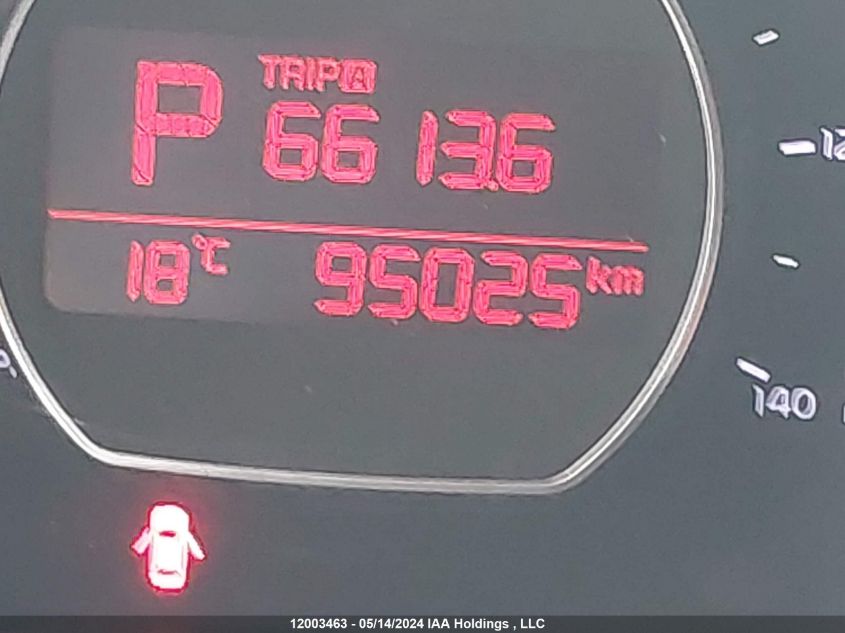 P TRIP A
66 13.6
18°C 95025 km
140
12003463 - 05/14/2024 IAA Holdings , LLC